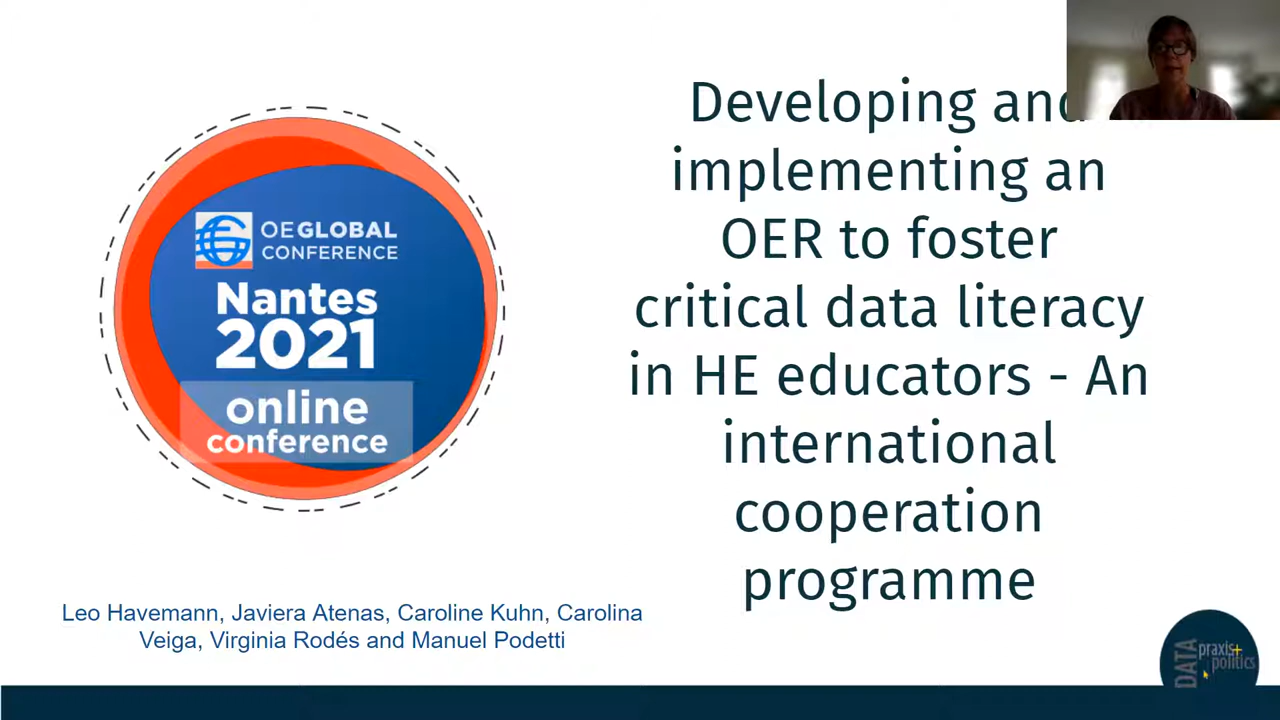 OEGLOBAL
CONFERENCE
Nantes
2021
online
conference
Developing and
implementing an
OER to foster
critical data literacy
in HE educators - An
international
cooperation
programme
Leo Havemann, Javiera Atenas, Caroline Kuhn, Carolina
Veiga, Virginia Rodés and Manuel Podetti
DATA
praxis+
politics